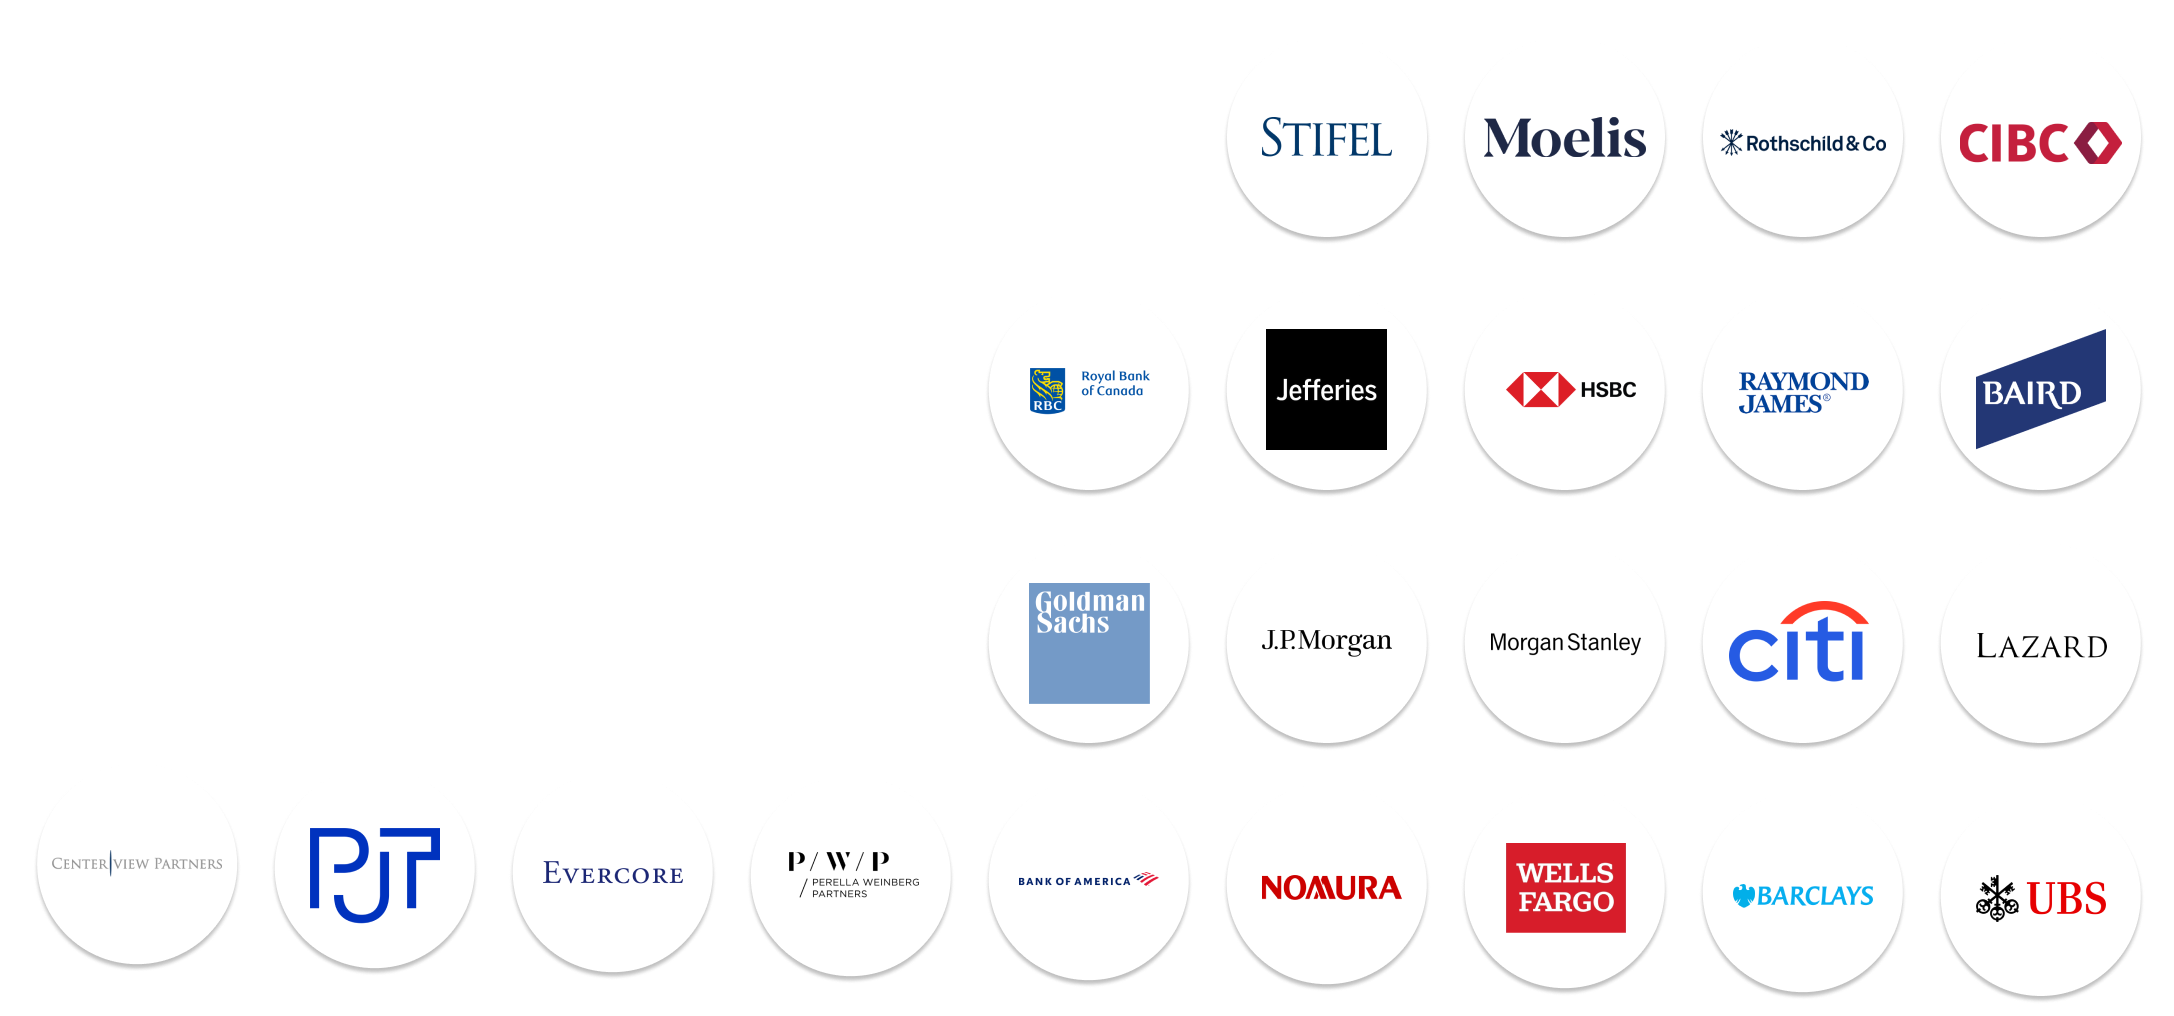 STIFEL
Moelis
Rothschild & Co
CIBC
Royal Bank
of Canada
RBC
Jefferies
HSBC
RAYMOND
JAMES®
BAIRD
Goldman
Sachs
J.P.Morgan
Morgan Stanley
citi
LAZARD
CENTERVIEW PARTNERS
PJT
EVERCORE
P/W/P
/ PERELLA WEINBERG
PARTNERS
BANK OF AMERICA
NOMURA
WELLS
FARGO
BARCLAYS
UBS